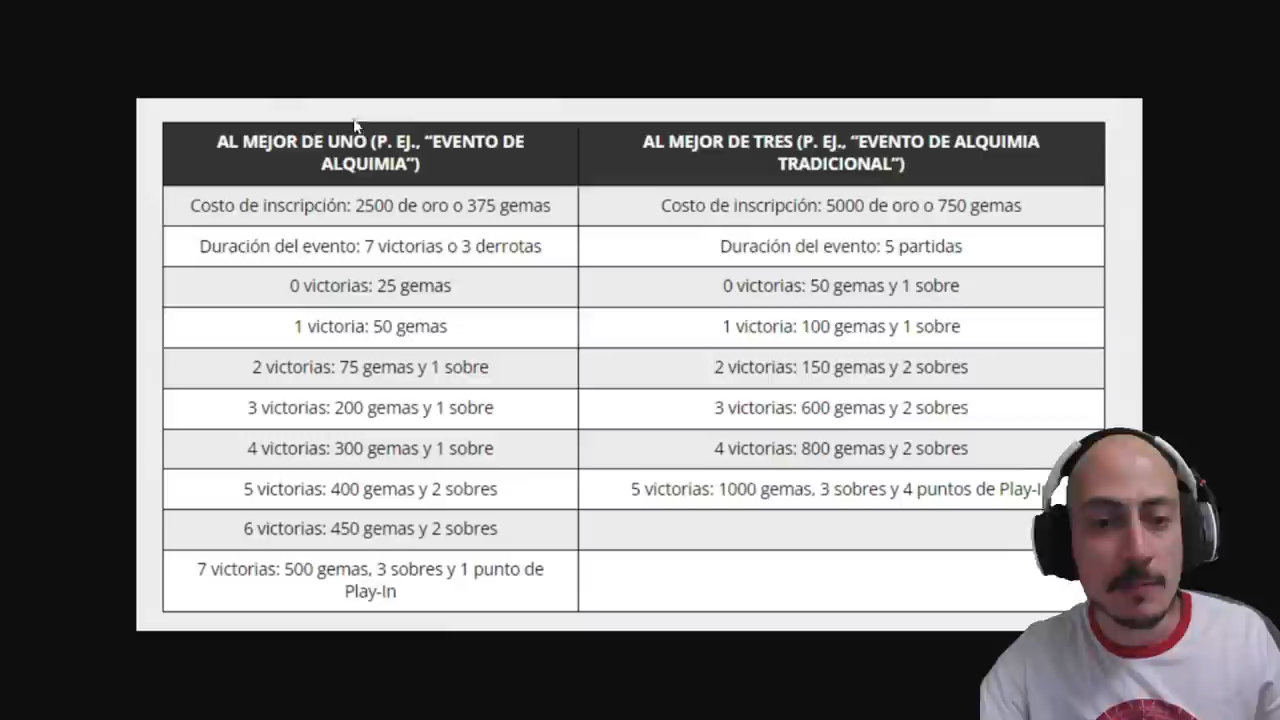 AL MEJOR DE UNO (P. EJ., “EVENTO DE
ALQUIMIA”)
AL MEJOR DE TRES (P. EJ., “EVENTO DE ALQUIMIA
TRADICIONAL”)
Costo de inscripción: 2500 de oro o 375 gemas
Costo de inscripción: 5000 de oro o 750 gemas
Duración del evento: 7 victorias o 3 derrotas
Duración del evento: 5 partidas
0 victorias: 25 gemas
0 victorias: 50 gemas y 1 sobre
1 victoria: 50 gemas
1 victoria: 100 gemas y 1 sobre
2 victorias: 75 gemas y 1 sobre
2 victorias: 150 gemas y 2 sobres
3 victorias: 200 gemas y 1 sobre
3 victorias: 600 gemas y 2 sobres
4 victorias: 300 gemas y 1 sobre
4 victorias: 800 gemas y 2 sobres
5 victorias: 400 gemas y 2 sobres
5 victorias: 1000 gemas, 3 sobres y 4 puntos de
6 victorias: 450 gemas y 2 sobres
7 victorias: 500 gemas, 3 sobres y 1 punto de
Play-In